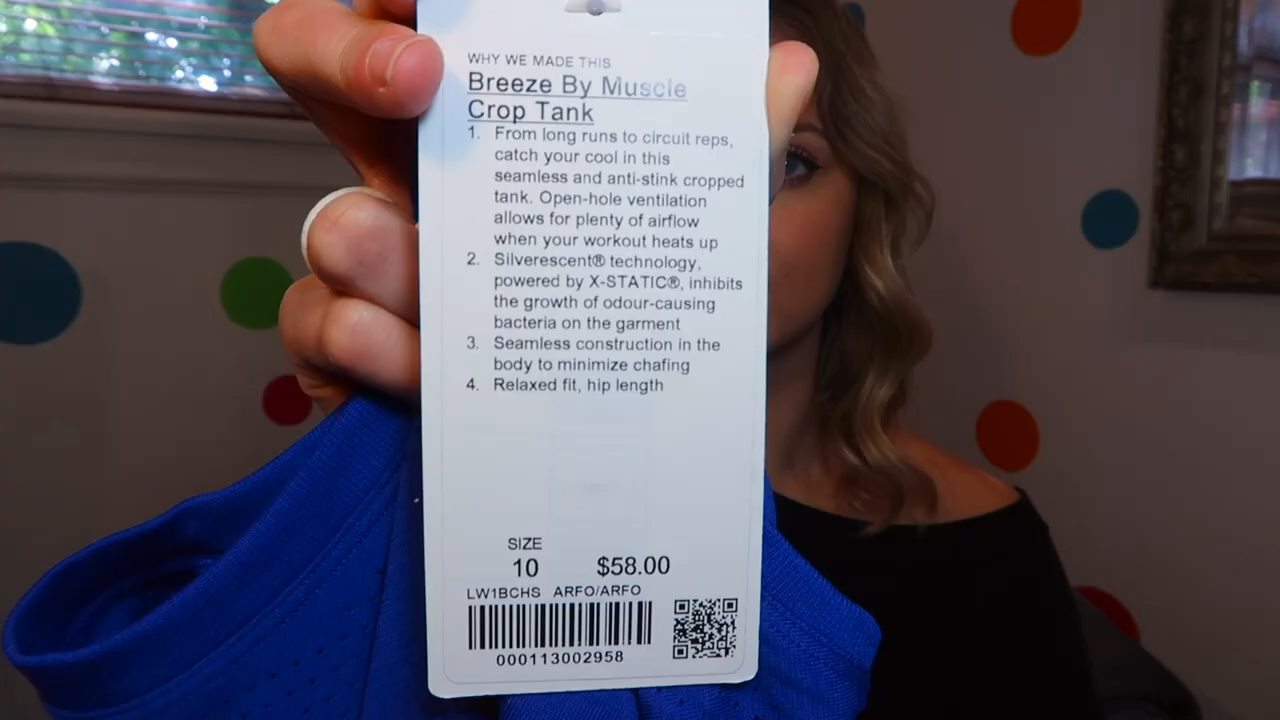 WHY WE MADE THIS
Breeze By Muscle
Crop Tank
1. From long runs to circuit reps,
catch your cool in this
seamless and anti-stink cropped
tank. Open-hole ventilation
allows for plenty of airflow
when your workout heats up
2. Silverescent® technology,
powered by X-STATIC®, inhibits
the growth of odour-causing
bacteria on the garment
3. Seamless construction in the
body to minimize chafing
4. Relaxed fit, hip length
SIZE
10 $58.00
LW1BCHS ARFO/ARFO
000113002958